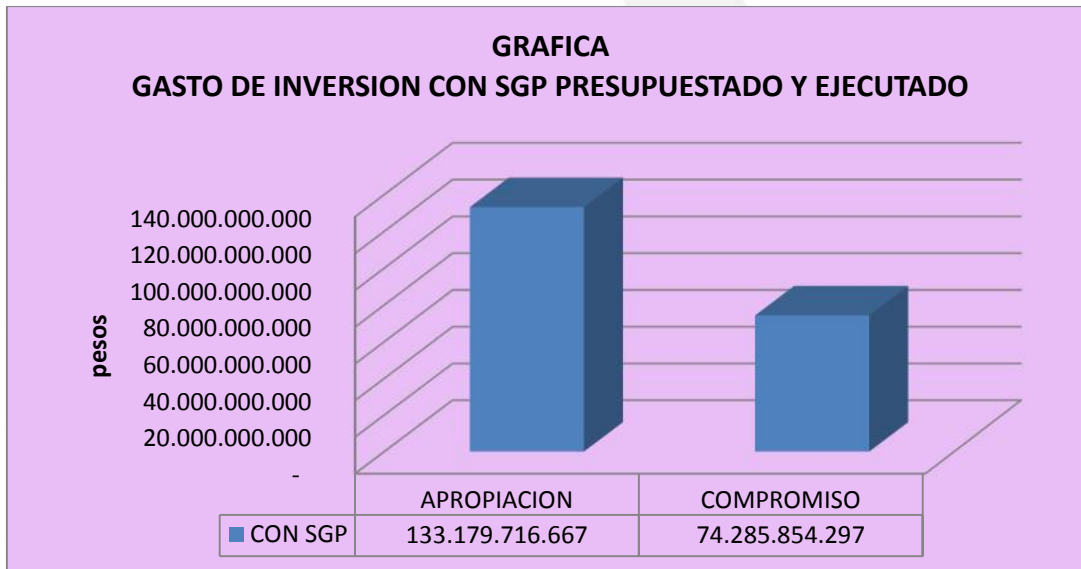 GRAFICA
GASTO DE INVERSION CON SGP PRESUPUESTADO Y EJECUTADO
140.000.000.000
120.000.000.000
100.000.000.000
80.000.000.000
60.000.000.000
40.000.000.000
20.000.000.000
-
pesos
APROPIACION COMPROMISO
CON SGP 133.179.716.667 74.285.854.297